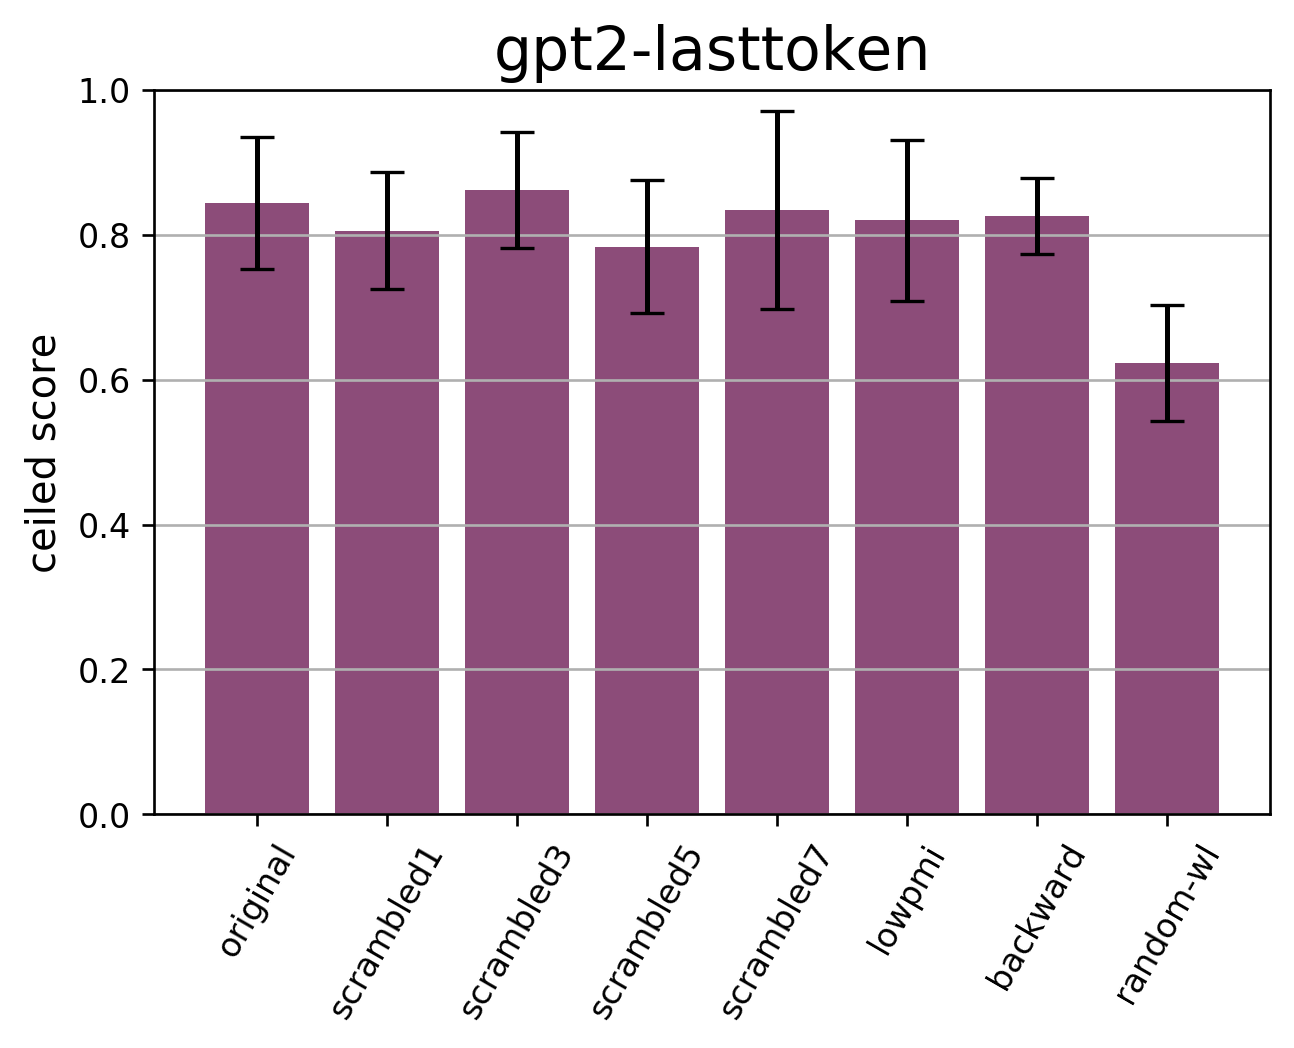 gpt2-lasttoken
1.0
0.8
0.6
0.4
0.2
0.0
ceiled score
original
scrambled1
scrambled3
scrambled5
scrambled7
lowpmi
backward
random-wl